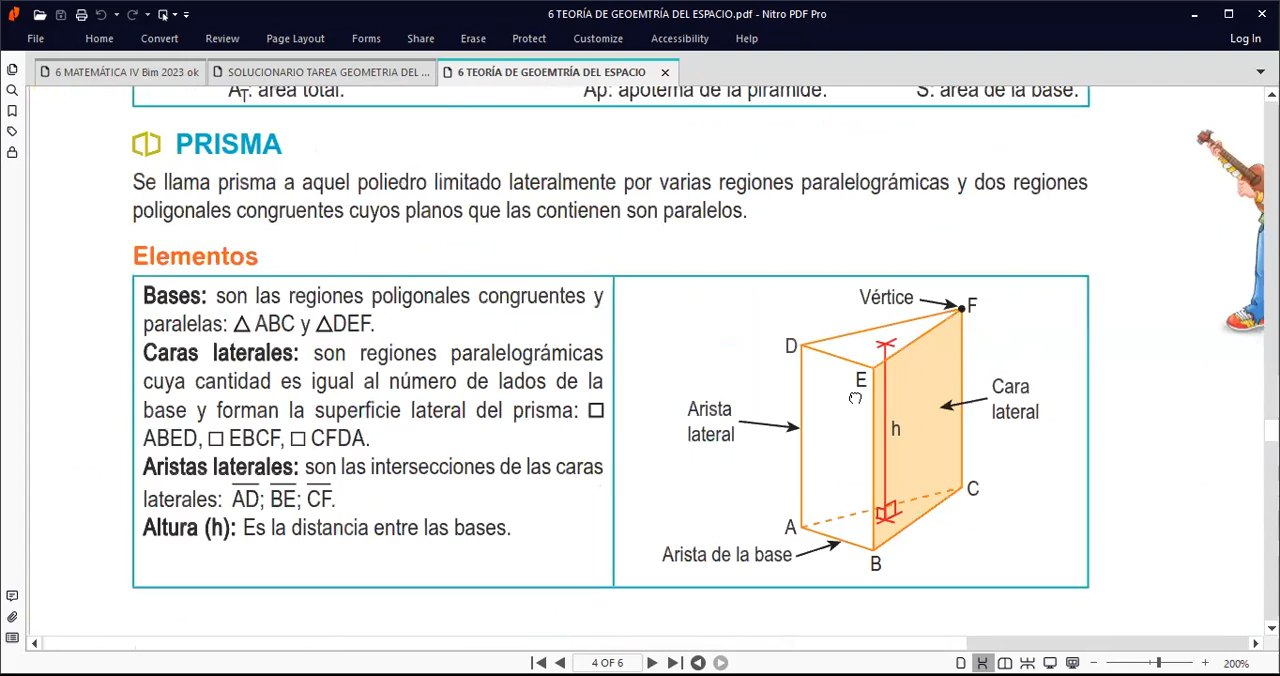 6 TEORÍA DE GEOEMTRÍA DEL ESPACIO.pdf - Nitro PDF Pro
File Home Convert Review Page Layout Forms Share Erase Protect Customize Accessibility Help Log In
6 MATEMÁTICA IV Bim 2023 ok SOLUCIONARIO TAREA GEOMETRIA DEL ... 6 TEORÍA DE GEOEMTRÍA DEL ESPACIO
A_T: área total. Ap: apotema de la pirámide. S: área de la base.
PRISMA
Se llama prisma a aquel poliedro limitado lateralmente por varias regiones paralelográmicas y dos regiones
poligonales congruentes cuyos planos que las contienen son paralelos.
Elementos
Bases: son las regiones poligonales congruentes y
paralelas: △ ABC y △DEF.
Caras laterales: son regiones paralelográmicas
cuya cantidad es igual al número de lados de la
base y forman la superficie lateral del prisma: □
ABED, □ EBCF, □ CFDA.
Aristas laterales: son las intersecciones de las caras
laterales: A̅D̅; B̅E̅; C̅F̅.
Altura (h): Es la distancia entre las bases.
Vértice
F
D
E
Arista
lateral
h
Cara
lateral
C
A
Arista de la base
B
4 OF 6
200%